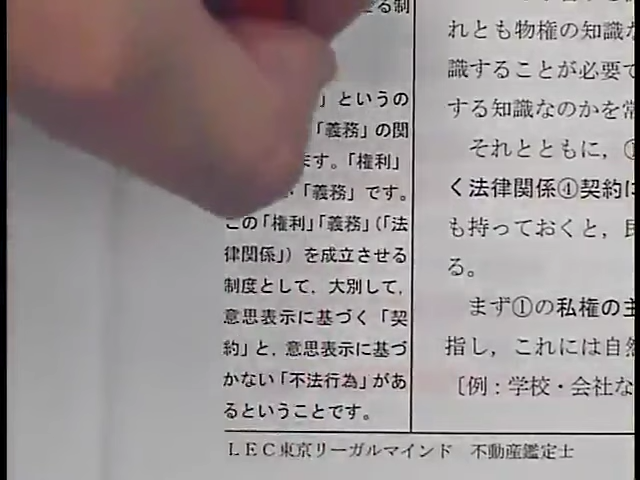 る制
」というの
「義務」の関
ます。「権利」
「義務」です。
この「権利」「義務」(「法
律関係」)を成立させる
制度として，大別して，
意思表示に基づく「契
約」と，意思表示に基づ
かない「不法行為」があ
るということです。
れとも物権の知識
識することが必要で
する知識なのかを常
それとともに，
く法律関係④契約に
も持っておくと，
る。
まず①の私権の主
指し，これには自然
〔例：学校・会社な
ＬＥＣ東京リーガルマインド　不動産鑑定士